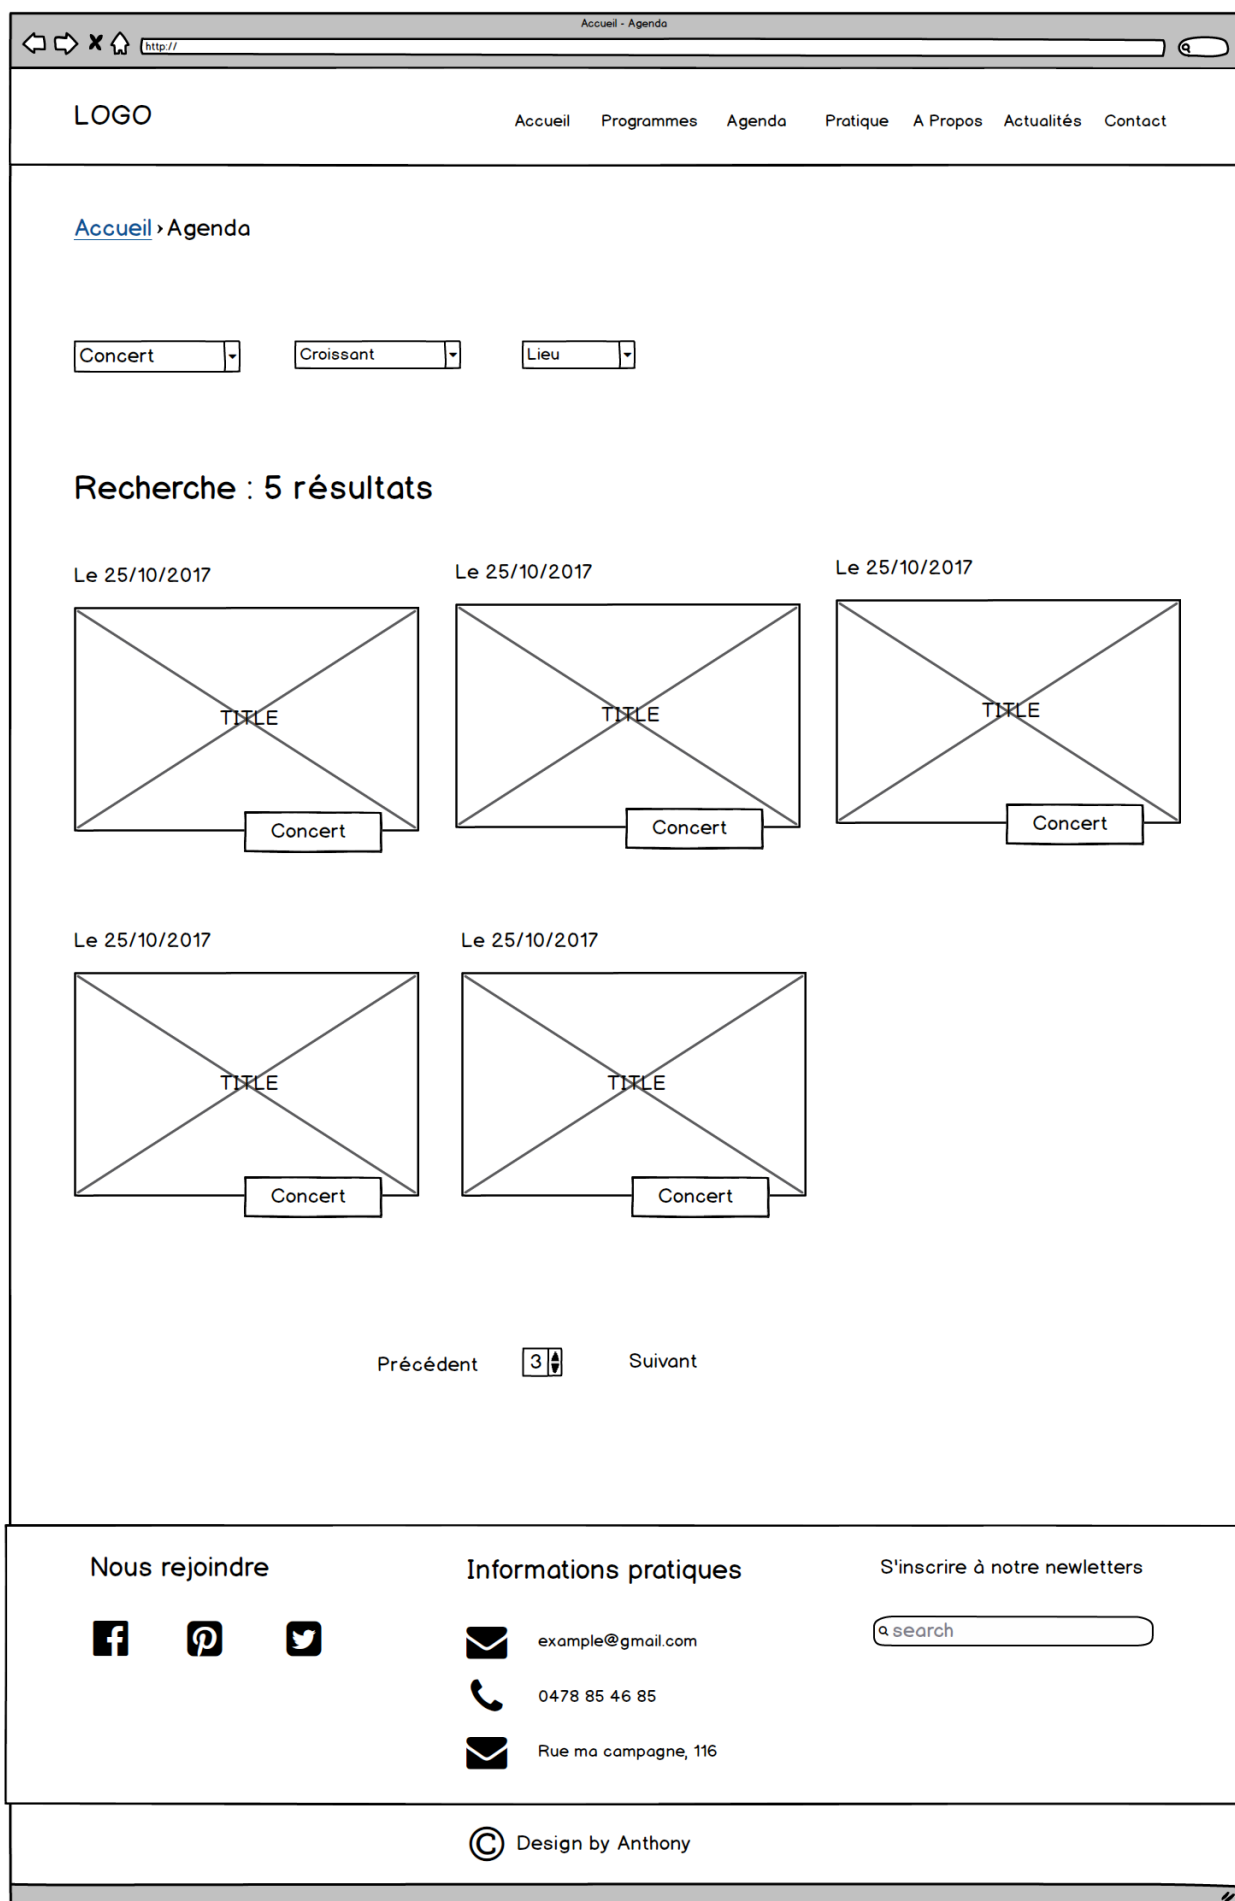 Accueil - Agenda
http://
LOGO
Accueil Programmes Agenda Pratique A Propos Actualités Contact
Accueil › Agenda
Concert Croissant Lieu
Recherche : 5 résultats
Le 25/10/2017 Le 25/10/2017 Le 25/10/2017
TITLE TITLE TITLE
Concert Concert Concert
Le 25/10/2017 Le 25/10/2017
TITLE TITLE
Concert Concert
Précédent 3 Suivant
Nous rejoindre Informations pratiques S'inscrire à notre newletters
search
example@gmail.com
0478 85 46 85
Rue ma campagne, 116
© Design by Anthony